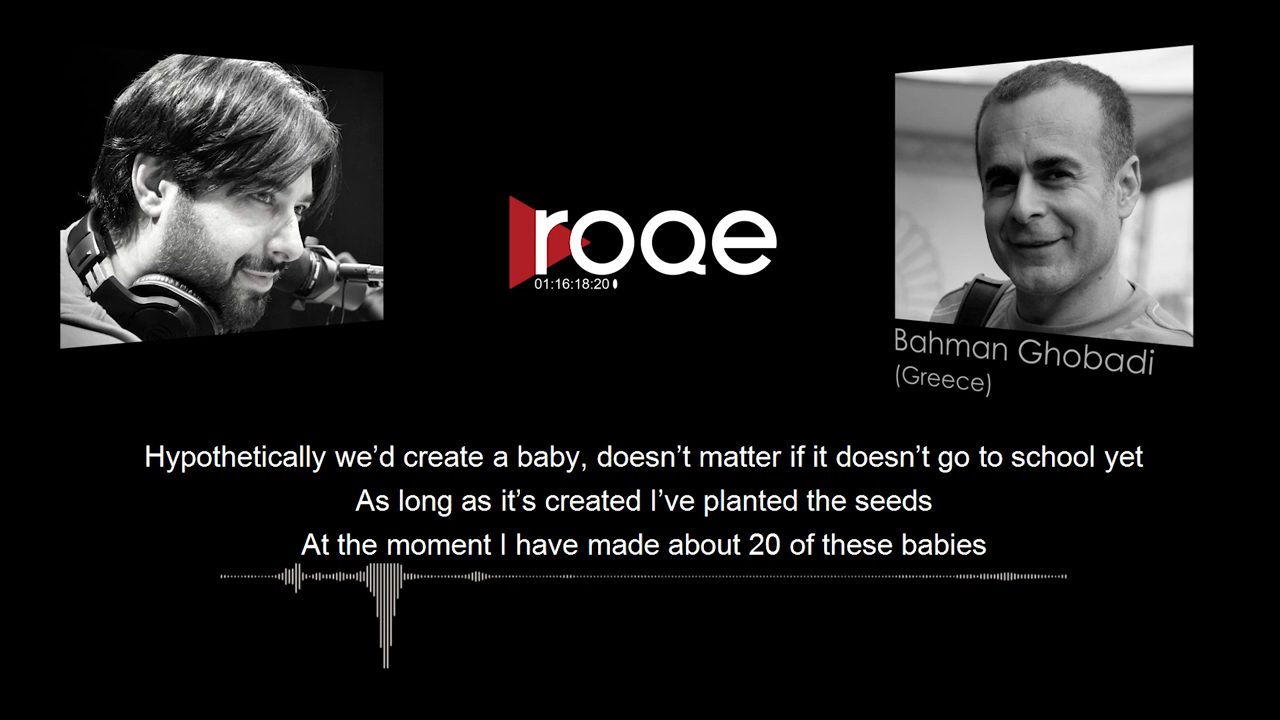 roqe
01:16:18:20
Bahman Ghobadi
(Greece)
Hypothetically we’d create a baby, doesn’t matter if it doesn’t go to school yet
As long as it’s created I’ve planted the seeds
At the moment I have made about 20 of these babies